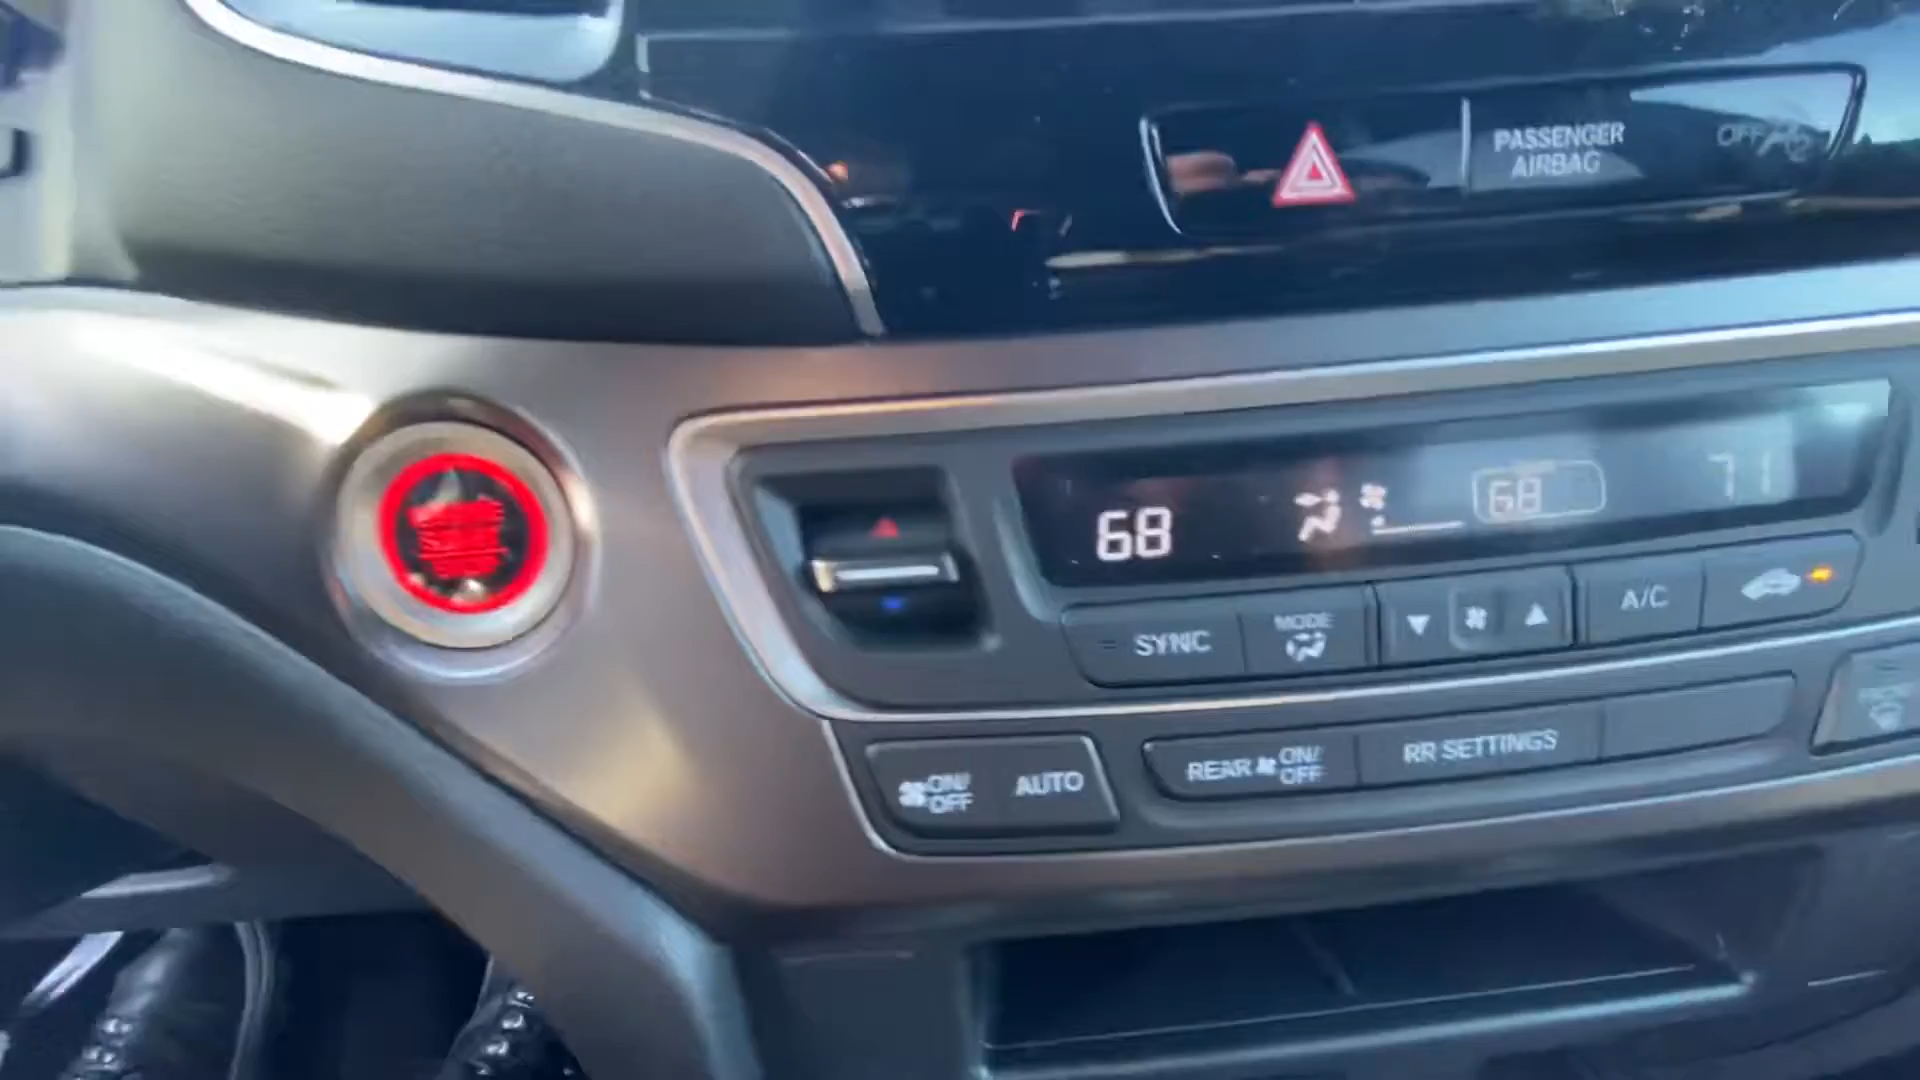 PASSENGER
AIRBAG
OFF
68
68
71
SYNC
MODE
A/C
ON/
OFF
AUTO
REAR
ON/
OFF
RR SETTINGS